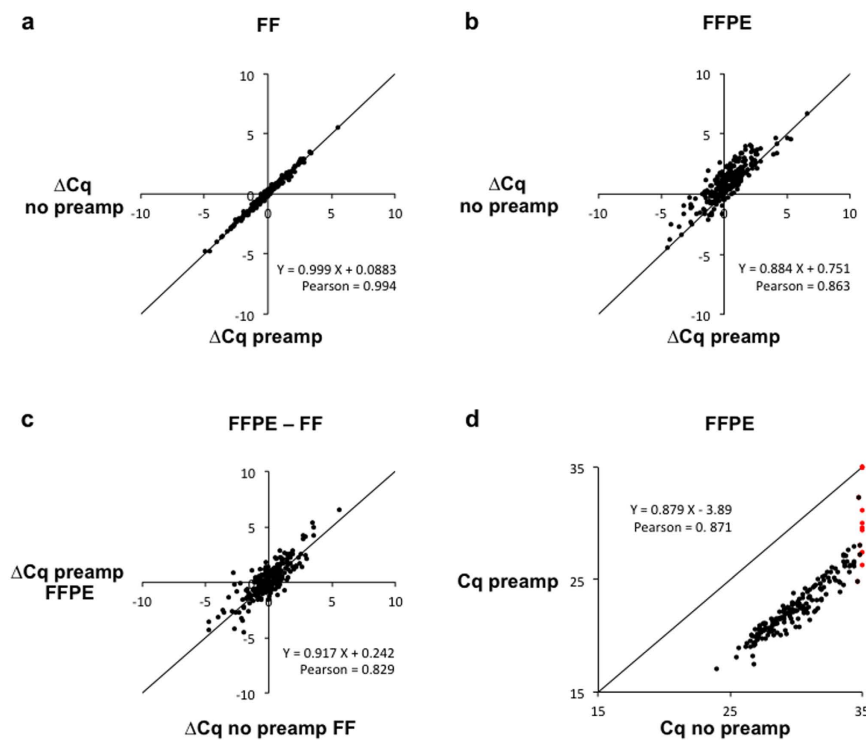 a
FF
10
5
0
-10
-5
0
5
10
-5
-10
ΔCq
no preamp
Y = 0.999 X + 0.0883
Pearson = 0.994
ΔCq preamp
b
FFPE
10
5
0
-10
-5
0
5
10
-5
-10
ΔCq
no preamp
Y = 0.884 X + 0.751
Pearson = 0.863
ΔCq preamp
c
FFPE – FF
10
5
0
-10
-5
0
5
10
-5
-10
ΔCq preamp
FFPE
Y = 0.917 X + 0.242
Pearson = 0.829
ΔCq no preamp FF
d
FFPE
35
25
15
Cq preamp
Y = 0.879 X - 3.89
Pearson = 0. 871
15
25
35
Cq no preamp